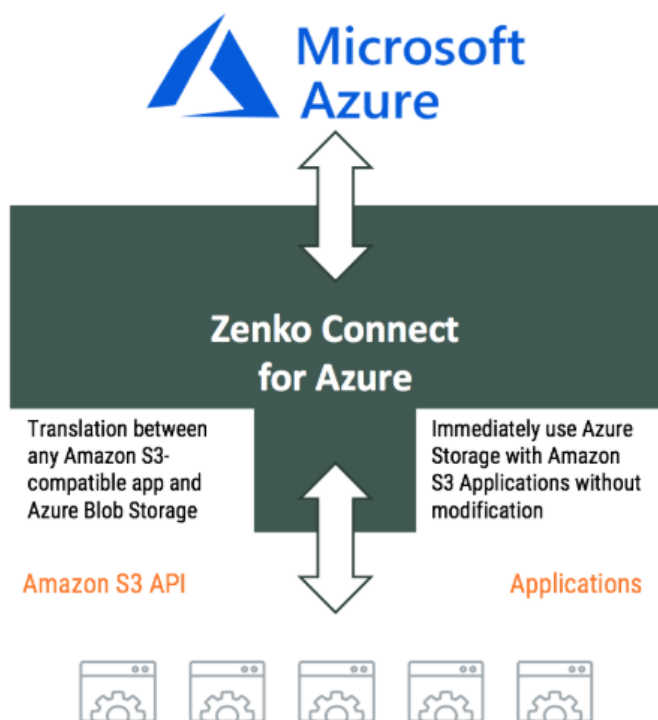 Microsoft
Azure
Zenko Connect
for Azure
Translation between
any Amazon S3-
compatible app and
Azure Blob Storage
Immediately use Azure
Storage with Amazon
S3 Applications without
modification
Amazon S3 API
Applications